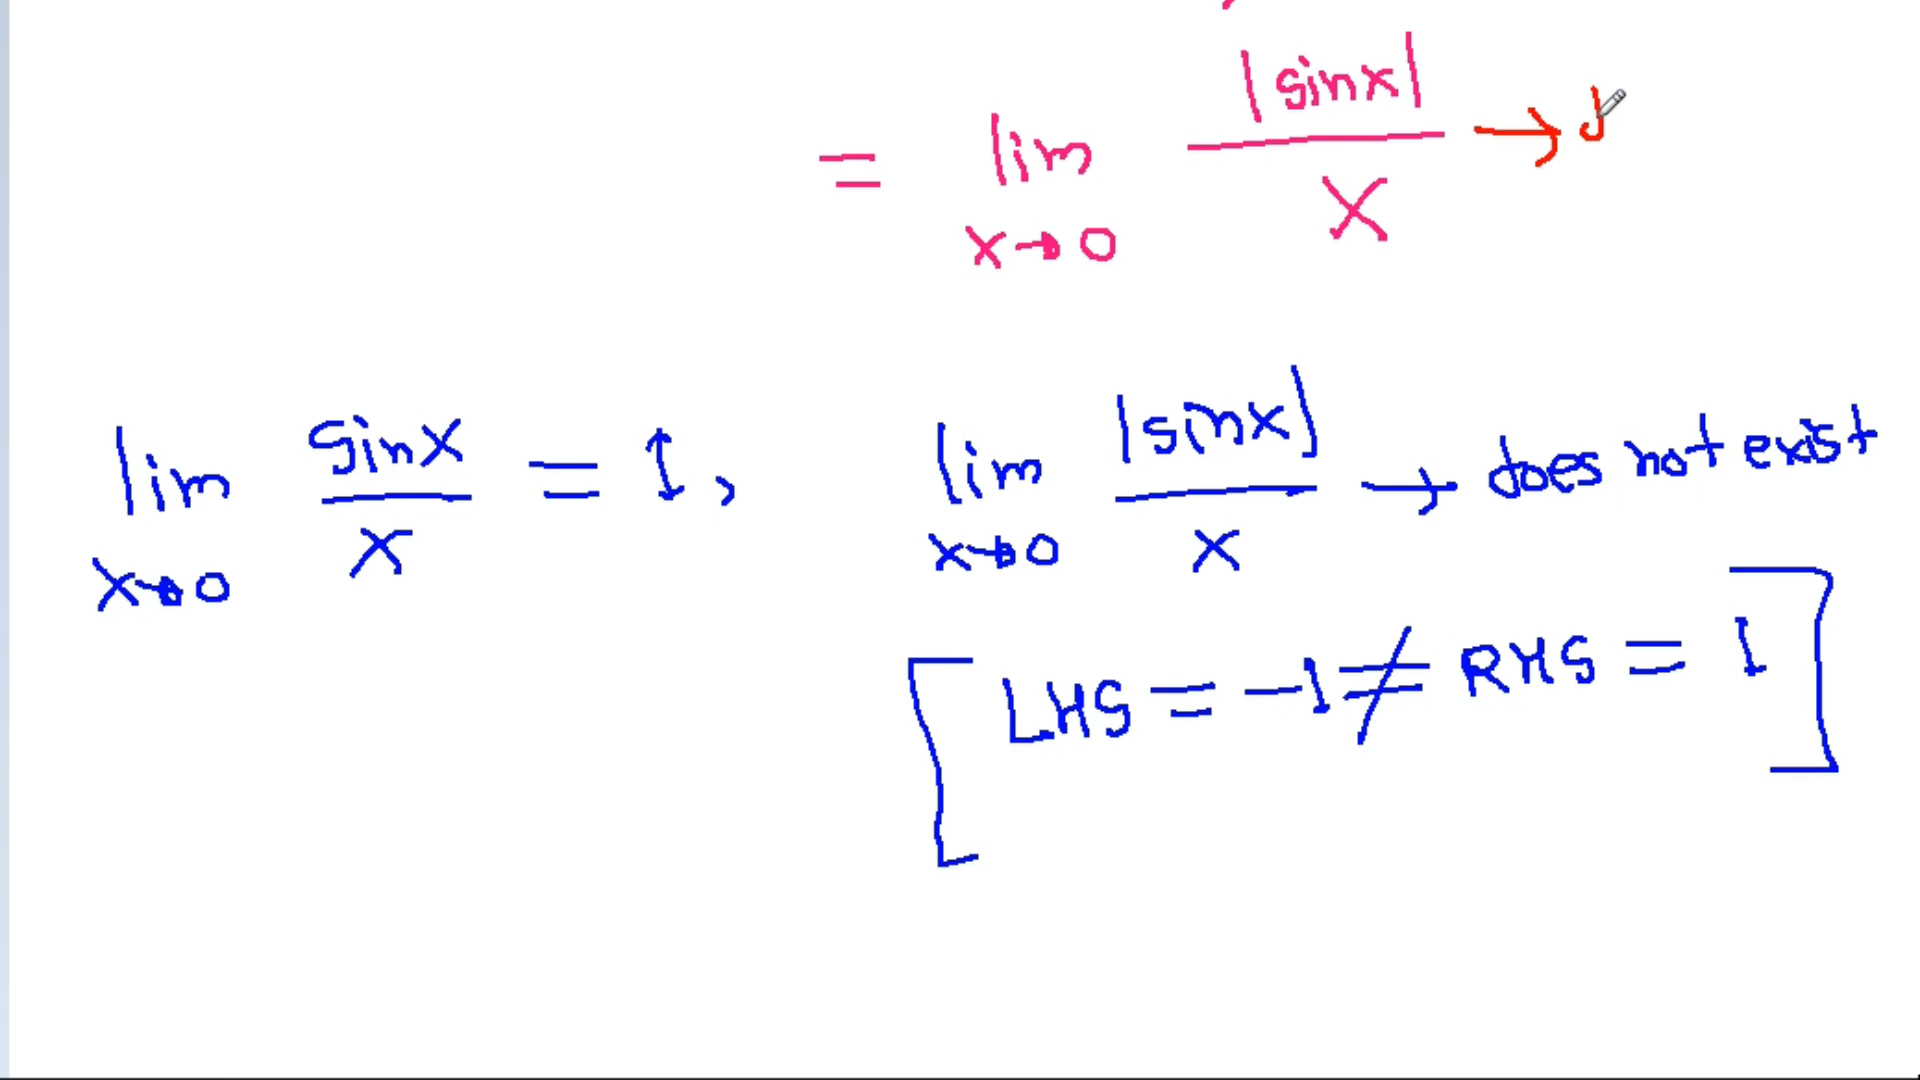 = lim x→0 |sinx| / x → d
lim x→0 sinx / x = 1, lim x→0 |sinx| / x → does not exist
[LHS = -1 ≠ RHS = 1]